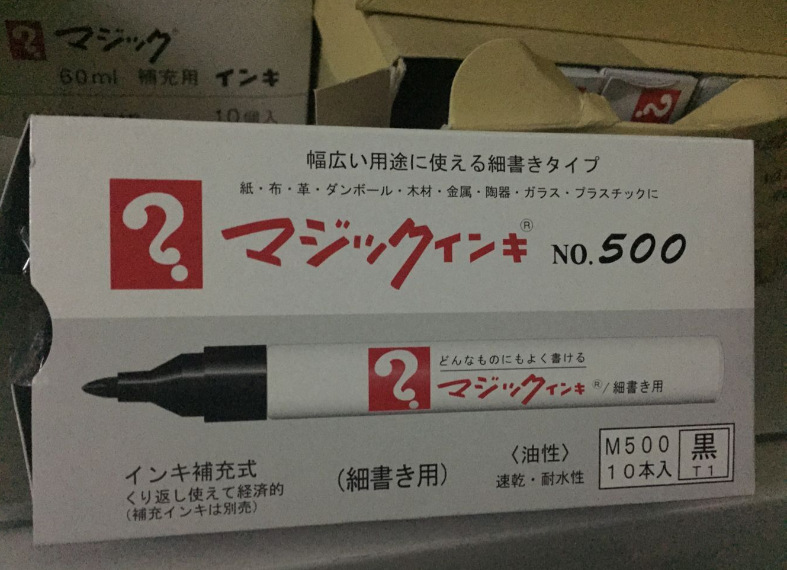 マジック®
60ml 補充用 インキ
10個入
幅広い用途に使える細書きタイプ
紙・布・革・ダンボール・木材・金属・陶器・ガラス・プラスチックに
? マジックインキ® NO.500
どんなものにもよく書ける
? マジックインキ®/細書き用
インキ補充式
くり返し使えて経済的
(補充インキは別売)
(細書き用)
〈油性〉
速乾・耐水性
M500
10本入
黒
T1